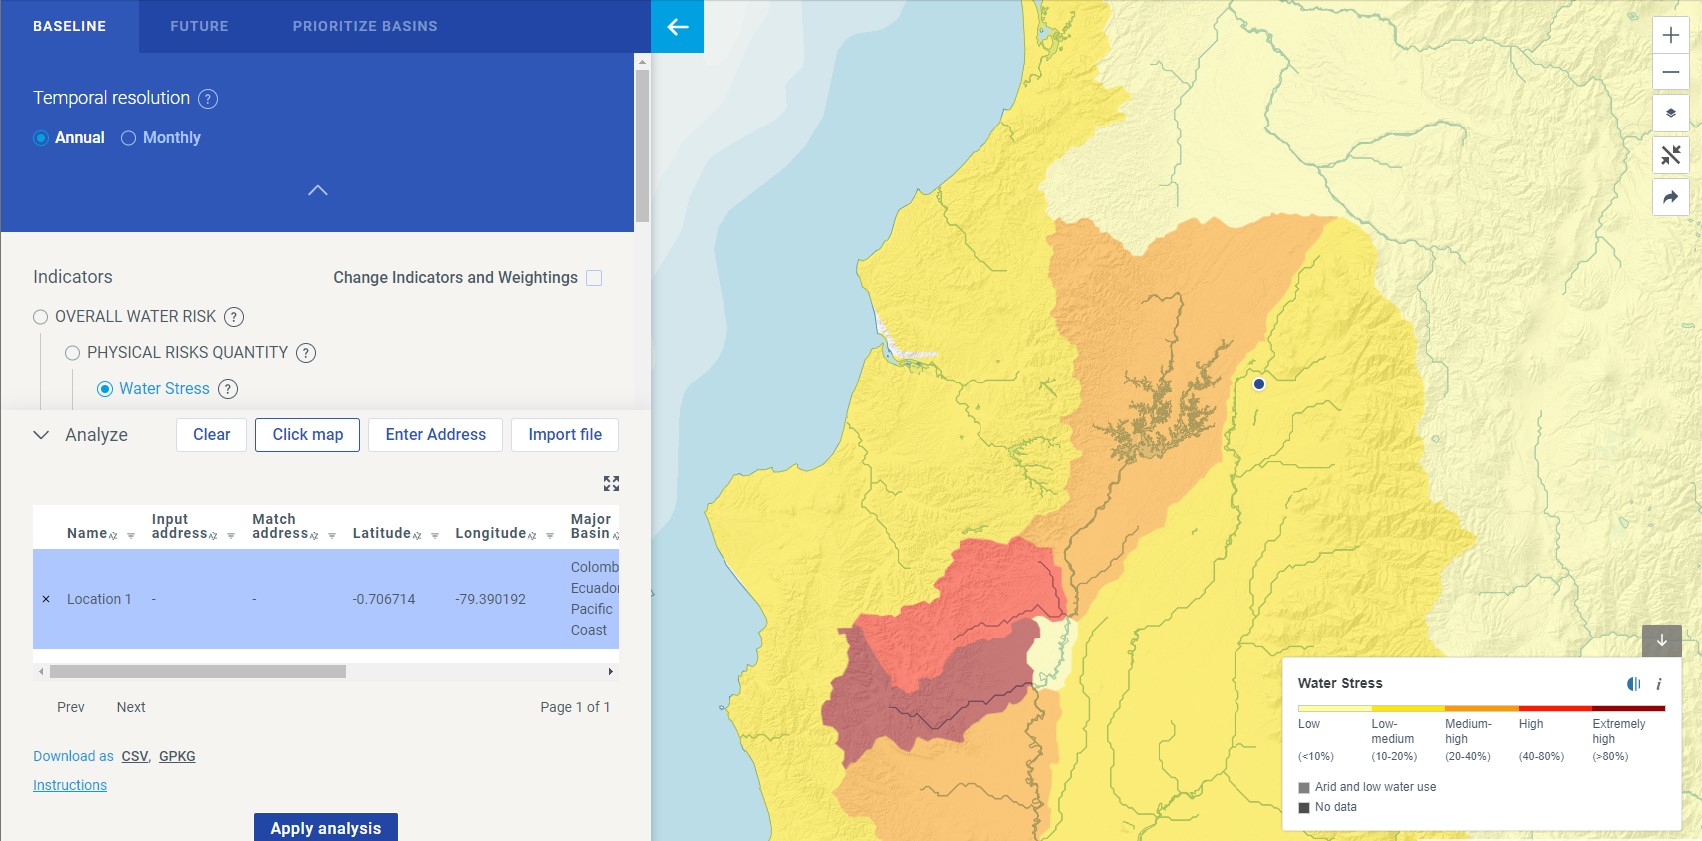 BASELINE
FUTURE
PRIORITIZE BASINS
Temporal resolution ?
Annual
Monthly
Indicators
Change Indicators and Weightings
OVERALL WATER RISK ?
PHYSICAL RISKS QUANTITY ?
Water Stress ?
Analyze
Clear
Click map
Enter Address
Import file
Name
Input address
Match address
Latitude
Longitude
Major Basin
× Location 1 - - -0.706714 -79.390192
Pacific
Coast
Prev
Next
Page 1 of 1
Download as CSV, GPKG
Instructions
Apply analysis
Water Stress
i
Low
(<10%)
Low-
medium
(10-20%)
Medium-
high
(20-40%)
High
(40-80%)
Extremely
high
(>80%)
Arid and low water use
No data